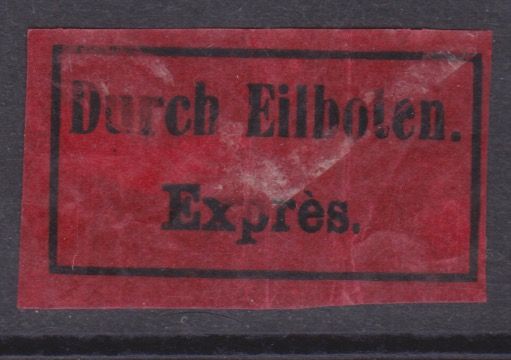 Durch Eilboten.
Exprès.